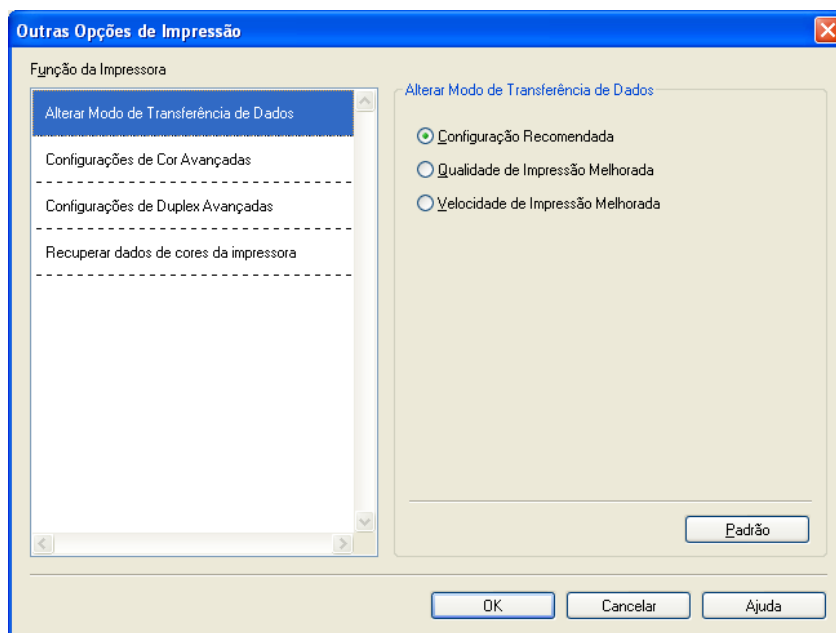 Outras Opções de Impressão
Função da Impressora
Alterar Modo de Transferência de Dados
Configurações de Cor Avançadas
Configurações de Duplex Avançadas
Recuperar dados de cores da impressora
Alterar Modo de Transferência de Dados
Configuração Recomendada
Qualidade de Impressão Melhorada
Velocidade de Impressão Melhorada
Padrão
OK Cancelar Ajuda